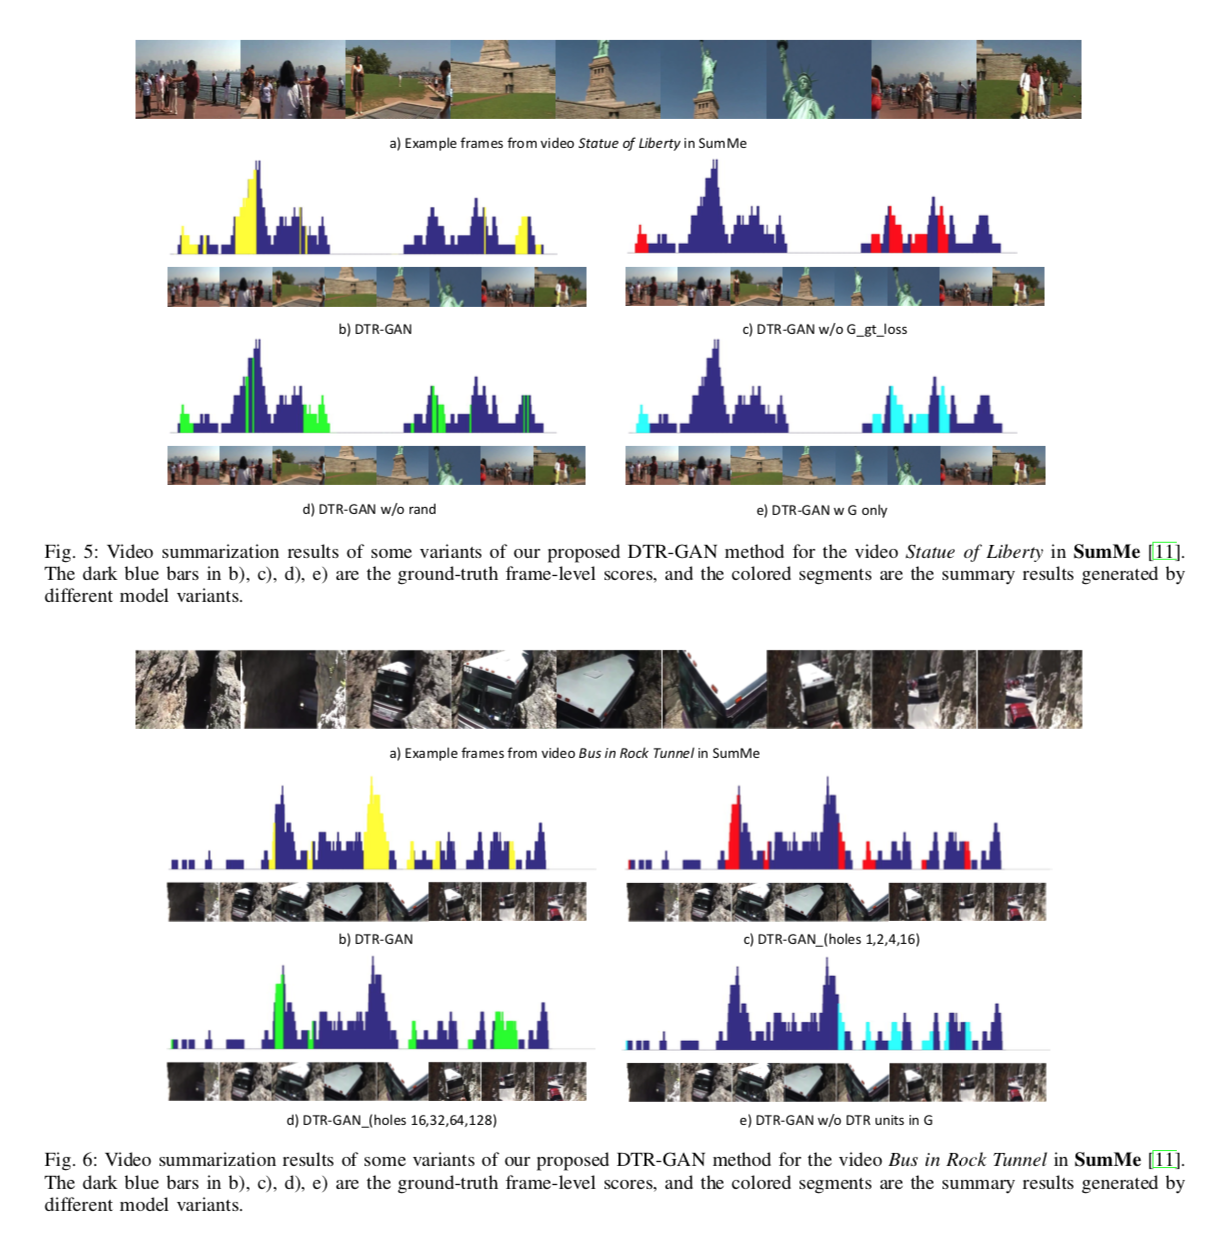 a) Example frames from video Statue of Liberty in SumMe
b) DTR-GAN
c) DTR-GAN w/o G_gt_loss
d) DTR-GAN w/o rand
e) DTR-GAN w G only
Fig. 5: Video summarization results of some variants of our proposed DTR-GAN method for the video Statue of Liberty in SumMe [11].
The dark blue bars in b), c), d), e) are the ground-truth frame-level scores, and the colored segments are the summary results generated by
different model variants.
a) Example frames from video Bus in Rock Tunnel in SumMe
b) DTR-GAN
c) DTR-GAN_(holes 1,2,4,16)
d) DTR-GAN_(holes 16,32,64,128)
e) DTR-GAN w/o DTR units in G
Fig. 6: Video summarization results of some variants of our proposed DTR-GAN method for the video Bus in Rock Tunnel in SumMe [11].
The dark blue bars in b), c), d), e) are the ground-truth frame-level scores, and the colored segments are the summary results generated by
different model variants.